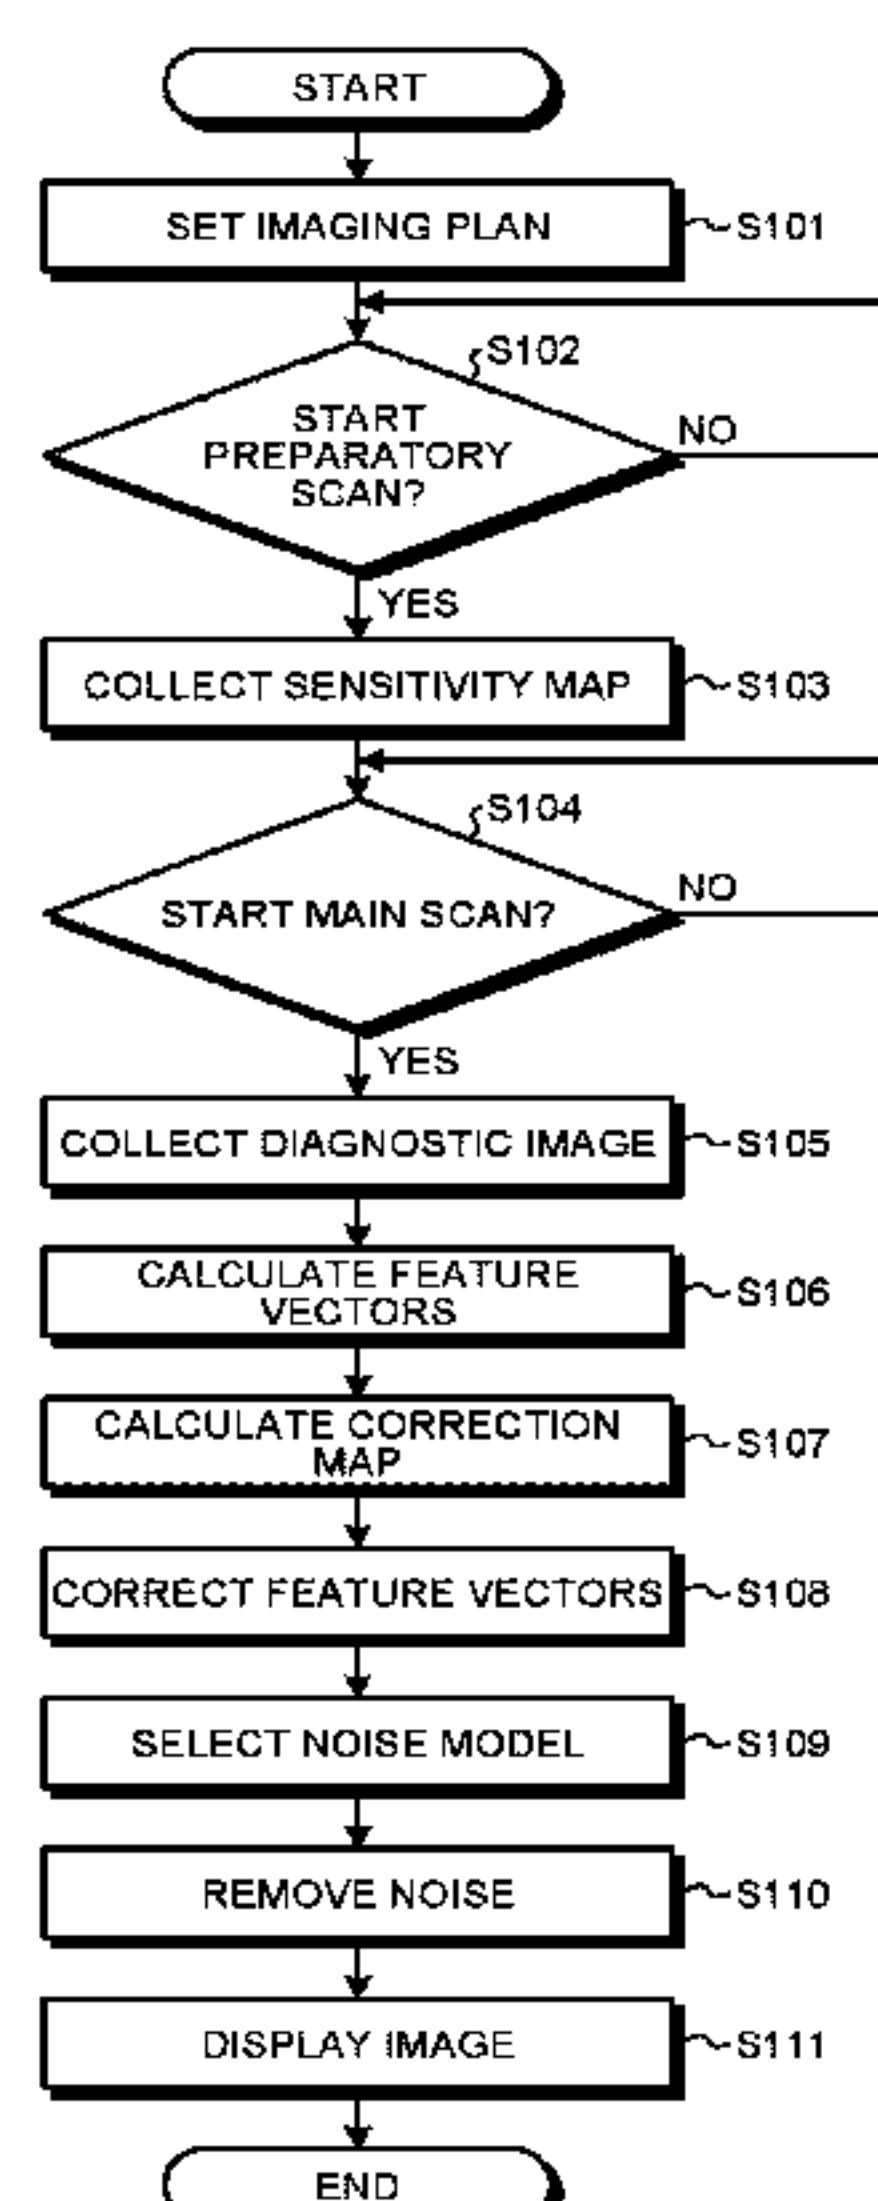 START
SET IMAGING PLAN
S101
S102
START
PREPARATORY
SCAN?
NO
YES
COLLECT SENSITIVITY MAP
S103
S104
START MAIN SCAN?
NO
YES
COLLECT DIAGNOSTIC IMAGE
S105
CALCULATE FEATURE
VECTORS
S106
CALCULATE CORRECTION
MAP
S107
CORRECT FEATURE VECTORS
S108
SELECT NOISE MODEL
S109
REMOVE NOISE
S110
DISPLAY IMAGE
S111
END